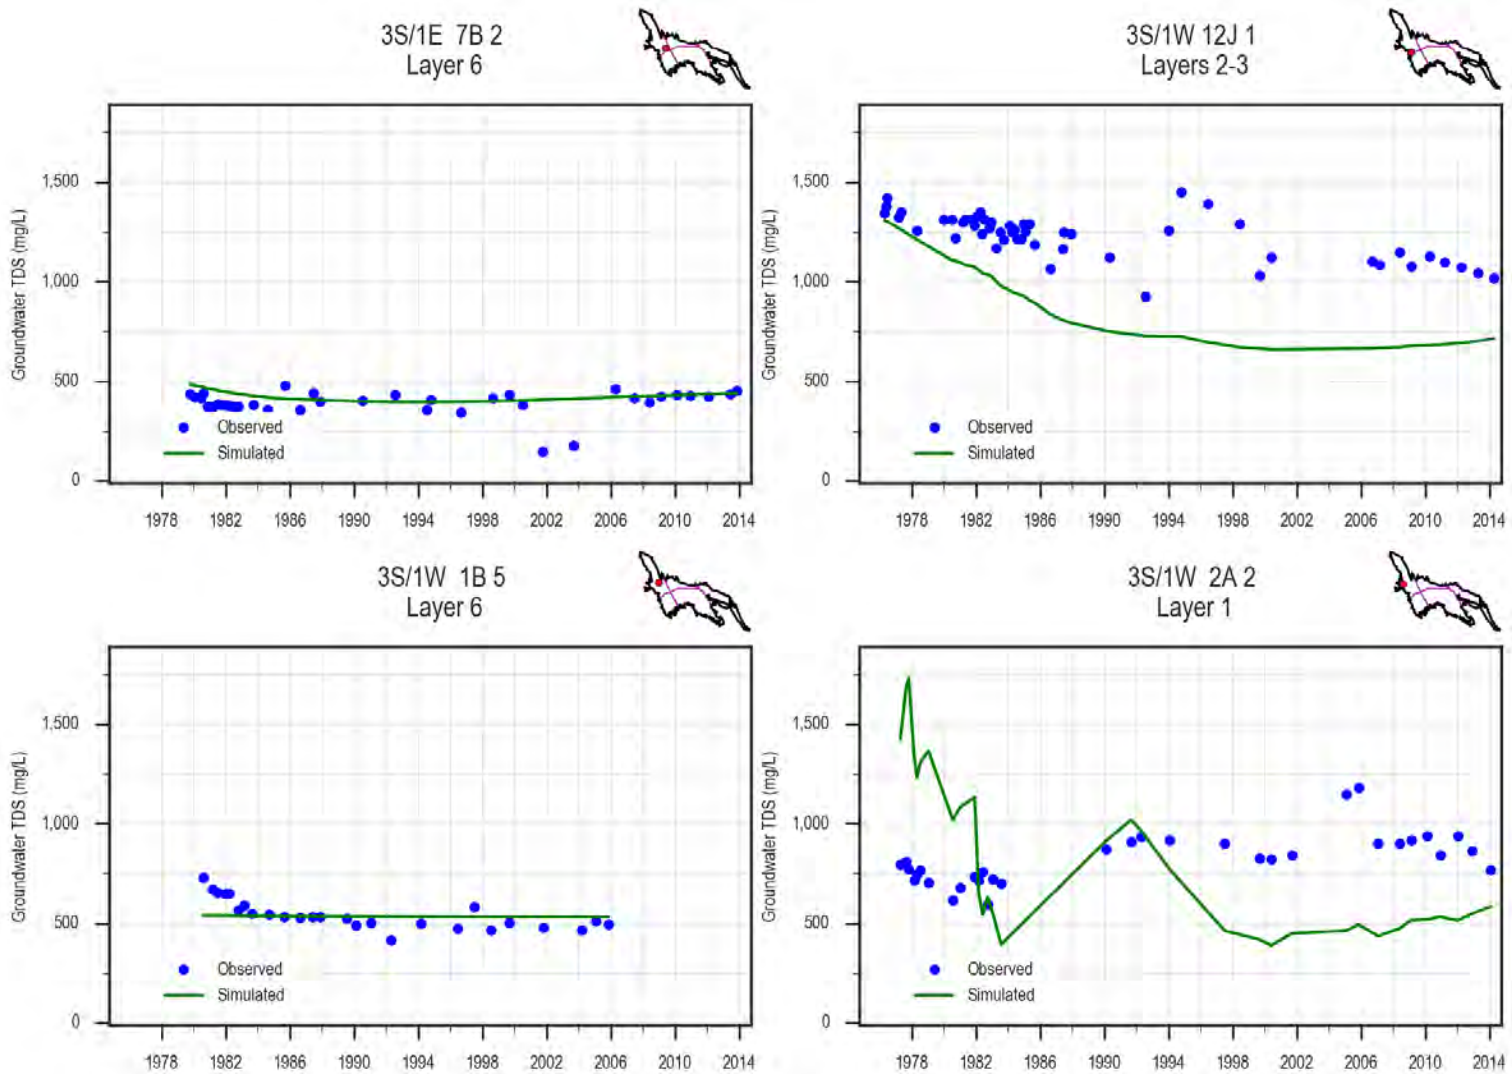 3S/1E 7B 2
Layer 6
Groundwater TDS (mg/L)
1,500
1,000
500
0
Observed
Simulated
1978 1982 1986 1990 1994 1998 2002 2006 2010 2014
3S/1W 12J 1
Layers 2-3
Groundwater TDS (mg/L)
1,500
1,000
500
0
Observed
Simulated
1978 1982 1986 1990 1994 1998 2002 2006 2010 2014
3S/1W 1B 5
Layer 6
Groundwater TDS (mg/L)
1,500
1,000
500
0
Observed
Simulated
1978 1982 1986 1990 1994 1998 2002 2006 2010 2014
3S/1W 2A 2
Layer 1
Groundwater TDS (mg/L)
1,500
1,000
500
0
Observed
Simulated
1978 1982 1986 1990 1994 1998 2002 2006 2010 2014